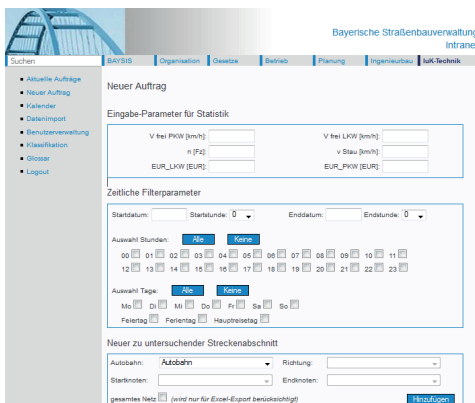 Bayerische Straßenbauverwaltung
Intranet
Suchen
BAYSIS Organisation Gesetze Betrieb Planung Ingenieurbau IuK-Technik
Aktuelle Aufträge
Neuer Auftrag
Kalender
Datenimport
Benutzerverwaltung
Klassifikation
Glossar
Logout
Neuer Auftrag
Eingabe-Parameter für Statistik
V frei PKW [km/h]: V frei LKW [km/h]:
n [Fz]: v Stau [km/h]:
EUR_LKW [EUR]: EUR_PKW [EUR]:
Zeitliche Filterparameter
Startdatum: Startstunde: 0 Enddatum: Endstunde: 0
Auswahl Stunden: Alle Keine
00 01 02 03 04 05 06 07 08 09 10 11
12 13 14 15 16 17 18 19 20 21 22 23
Auswahl Tage: Alle Keine
Mo Di Mi Do Fr Sa So
Feiertag Ferientag Hauptreisetag
Neuer zu untersuchender Streckenabschnitt
Autobahn: Autobahn Richtung:
Startknoten: Endknoten:
gesamtes Netz (wird nur für Excel-Export berücksichtigt) Hinzufügen